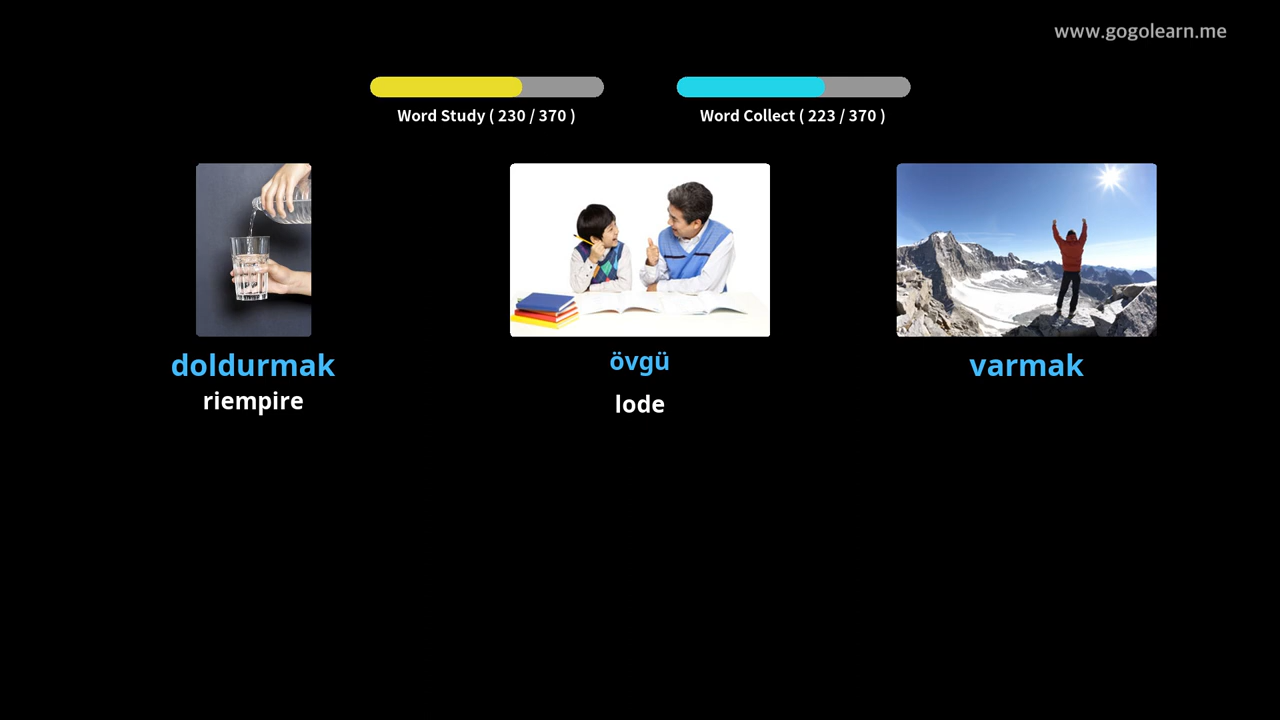 www.gogolearn.me
Word Study ( 230 / 370 )
Word Collect ( 223 / 370 )
doldurmak
riempire
övgü
lode
varmak